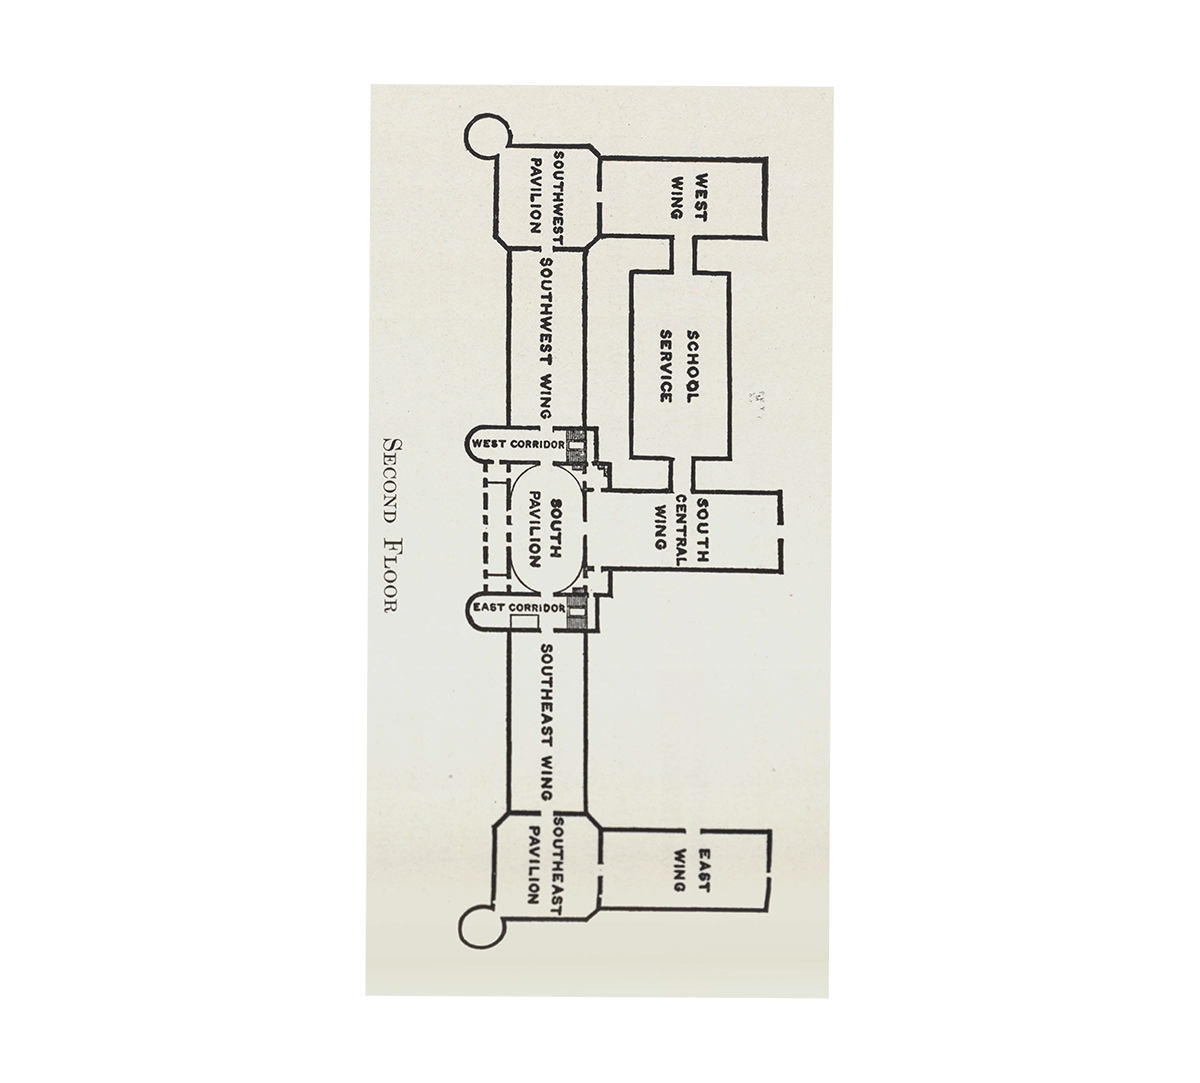 WEST
WING
SOUTHWEST
PAVILION
SCHOOL
SERVICE
SOUTHWEST WING
WEST CORRIDOR
SOUTH
CENTRAL
WING
SOUTH
PAVILION
EAST CORRIDOR
SOUTHEAST WING
EAST
WING
SOUTHEAST
PAVILION
SECOND FLOOR